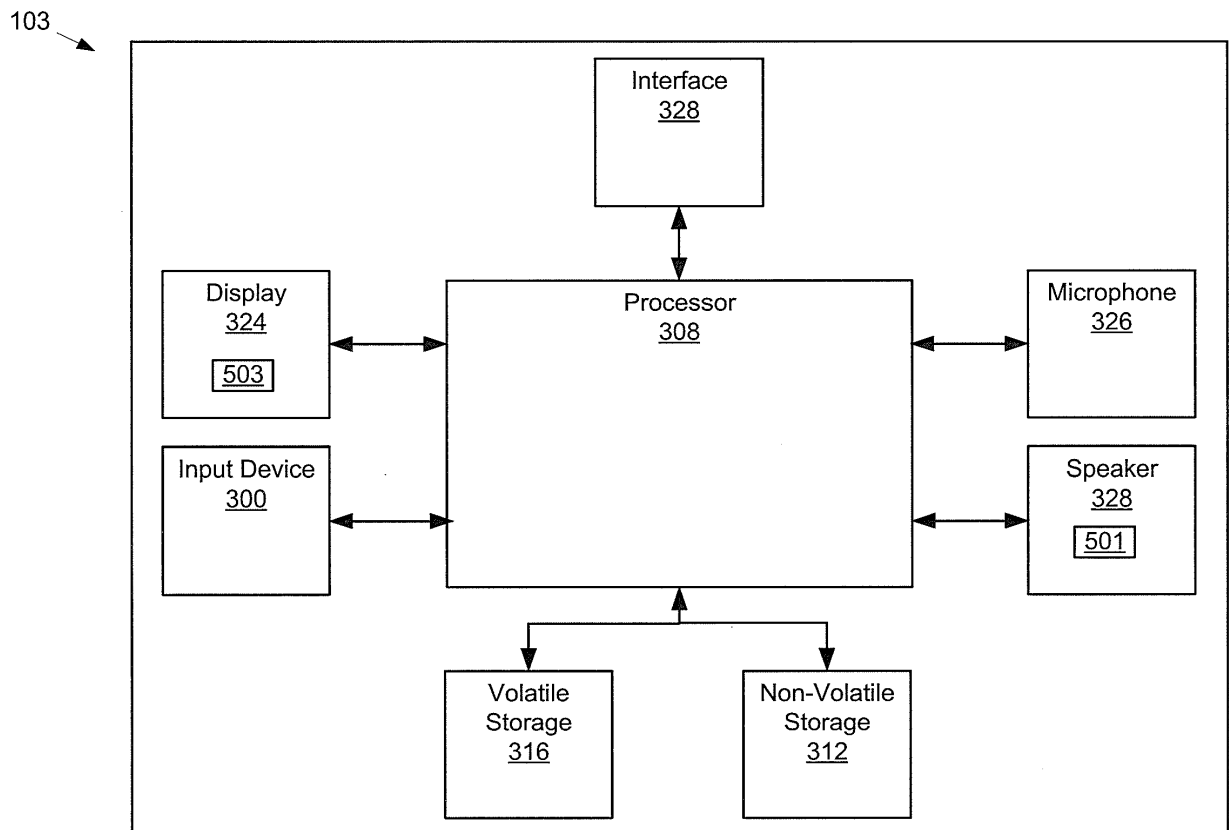 103
Interface
328
Display
324
503
Processor
308
Microphone
326
Input Device
300
Speaker
328
501
Volatile
Storage
316
Non-Volatile
Storage
312